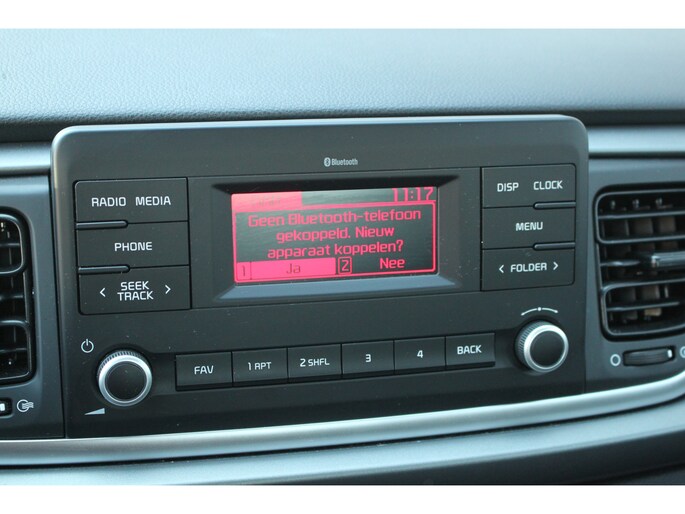 Bluetooth
RADIO MEDIA
PHONE
< SEEK TRACK >
11:17
Geen Bluetooth-telefoon
gekoppeld. Nieuw
apparaat koppelen?
1 Ja 2 Nee
DISP CLOCK
MENU
< FOLDER >
FAV 1 RPT 2 SHFL 3 4 BACK